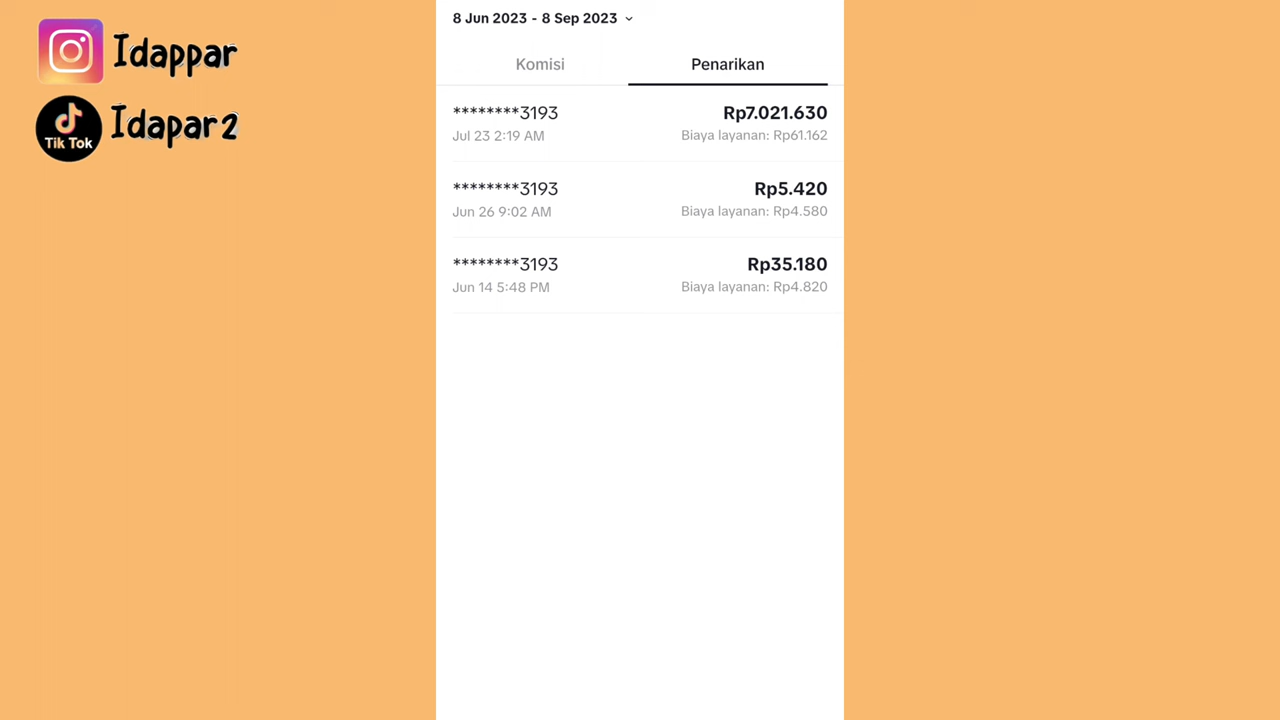 Idappar
Tik Tok
Idapar2
8 Jun 2023 - 8 Sep 2023
Komisi
Penarikan
********3193
Rp7.021.630
Jul 23 2:19 AM
Biaya layanan: Rp61.162
********3193
Rp5.420
Jun 26 9:02 AM
Biaya layanan: Rp4.580
********3193
Rp35.180
Jun 14 5:48 PM
Biaya layanan: Rp4.820